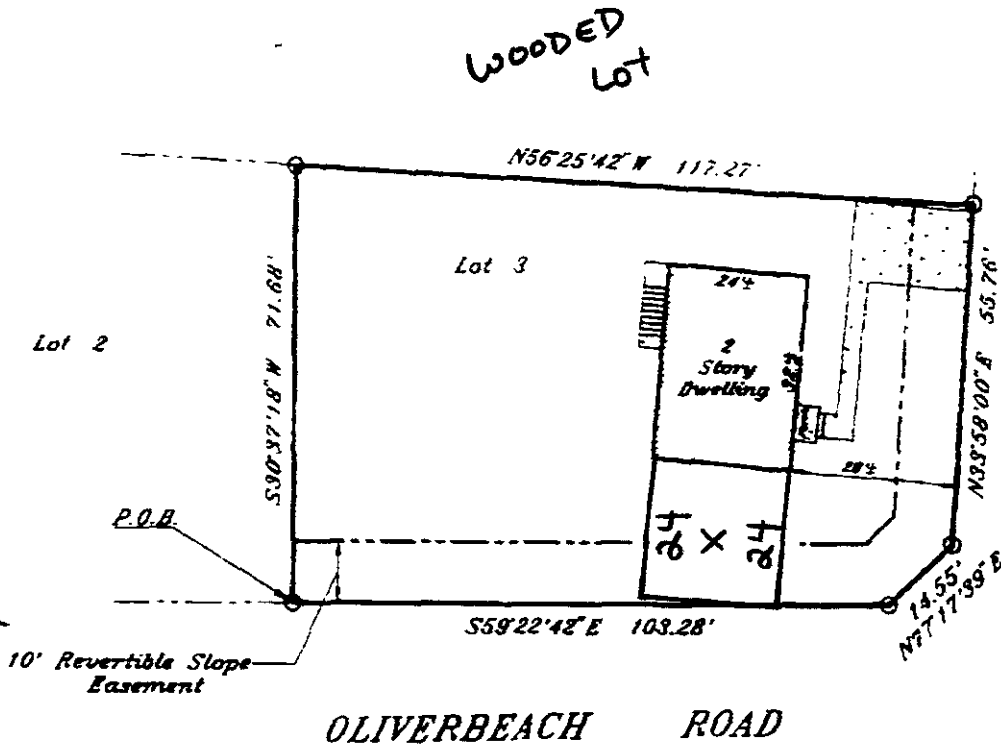 WOODED
Lot
N56°25'42" W 117.27'
Lot 3
Lot 2
S30°37'18" W 71.68'
24'±
2
Story
Dwelling
N33°58'00" E 55.76'
P.O.B.
24 × 24
S59°22'42" E 103.28'
14.55'
N77°17'39" E
10' Revertible Slope
Easement
OLIVERBEACH ROAD